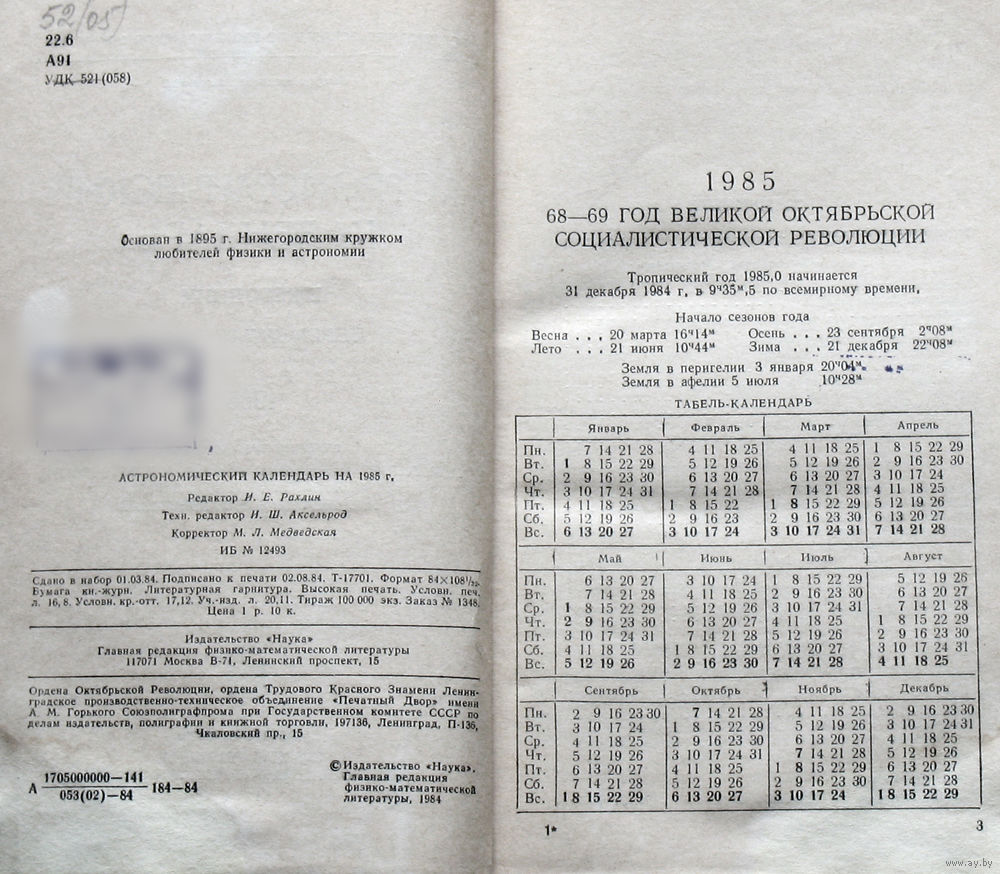 52(05)
22.6
А91
УДК 521(058)
Основан в 1895 г. Нижегородским кружком
любителей физики и астрономии
АСТРОНОМИЧЕСКИЙ КАЛЕНДАРЬ НА 1985 г.
Редактор И. Е. Рахлин
Техн. редактор И. Ш. Аксельрод
Корректор М. Л. Медведская
ИБ № 12493
Сдано в набор 01.03.84. Подписано к печати 02.08.84. Т-17701. Формат 84×108¹/₃₂.
Бумага кн.-журн. Литературная гарнитура. Высокая печать. Условн. печ.
л. 16,8. Условн. кр.-отт. 17,12. Уч.-изд. л. 20,11. Тираж 100 000 экз. Заказ № 1348.
Цена 1 р. 10 к.
Издательство «Наука»
Главная редакция физико-математической литературы
117071 Москва В-71, Ленинский проспект, 15
Ордена Октябрьской Революции, ордена Трудового Красного Знамени Ленин-
градское производственно-техническое объединение «Печатный Двор» имени
А. М. Горького Союзполиграфпрома при Государственном комитете СССР по
делам издательств, полиграфии и книжной торговли, 197136, Ленинград, П-136,
Чкаловский пр., 15
А 1705000000—141
053(02)—84 184—84
© Издательство «Наука».
Главная редакция
физико-математической
литературы, 1984
1985
68—69 ГОД ВЕЛИКОЙ ОКТЯБРЬСКОЙ
СОЦИАЛИСТИЧЕСКОЙ РЕВОЛЮЦИИ
Тропический год 1985,0 начинается
31 декабря 1984 г. в 9ч35м,5 по всемирному времени.
Начало сезонов года
Весна . . . 20 марта 16ч14м Осень . . . 23 сентября 2ч08м
Лето . . . 21 июня 10ч44м Зима . . . 21 декабря 22ч08м
Земля в перигелии 3 января 20ч04м
Земля в афелии 5 июля 10ч28м
ТАБЕЛЬ-КАЛЕНДАРЬ
Январь Февраль Март Апрель
Пн. 7 14 21 28 4 11 18 25 4 11 18 25 1 8 15 22 29
Вт. 1 8 15 22 29 5 12 19 26 5 12 19 26 2 9 16 23 30
Ср. 2 9 16 23 30 6 13 20 27 6 13 20 27 3 10 17 24
Чт. 3 10 17 24 31 7 14 21 28 7 14 21 28 4 11 18 25
Пт. 4 11 18 25 1 8 15 22 1 8 15 22 29 5 12 19 26
Сб. 5 12 19 26 2 9 16 23 2 9 16 23 30 6 13 20 27
Вс. 6 13 20 27 3 10 17 24 3 10 17 24 31 7 14 21 28
Май Июнь Июль Август
Пн. 6 13 20 27 3 10 17 24 1 8 15 22 29 5 12 19 26
Вт. 7 14 21 28 4 11 18 25 2 9 16 23 30 6 13 20 27
Ср. 1 8 15 22 29 5 12 19 26 3 10 17 24 31 7 14 21 28
Чт. 2 9 16 23 30 6 13 20 27 4 11 18 25 1 8 15 22 29
Пт. 3 10 17 24 31 7 14 21 28 5 12 19 26 2 9 16 23 30
Сб. 4 11 18 25 1 8 15 22 29 6 13 20 27 3 10 17 24 31
Вс. 5 12 19 26 2 9 16 23 30 7 14 21 28 4 11 18 25
Сентябрь Октябрь Ноябрь Декабрь
Пн. 2 9 16 23 30 7 14 21 28 4 11 18 25 2 9 16 23 30
Вт. 3 10 17 24 1 8 15 22 29 5 12 19 26 3 10 17 24 31
Ср. 4 11 18 25 2 9 16 23 30 6 13 20 27 4 11 18 25
Чт. 5 12 19 26 3 10 17 24 31 7 14 21 28 5 12 19 26
Пт. 6 13 20 27 4 11 18 25 1 8 15 22 29 6 13 20 27
Сб. 7 14 21 28 5 12 19 26 2 9 16 23 30 7 14 21 28
Вс. 1 8 15 22 29 6 13 20 27 3 10 17 24 1 8 15 22 29
1*
3
www.ay.by